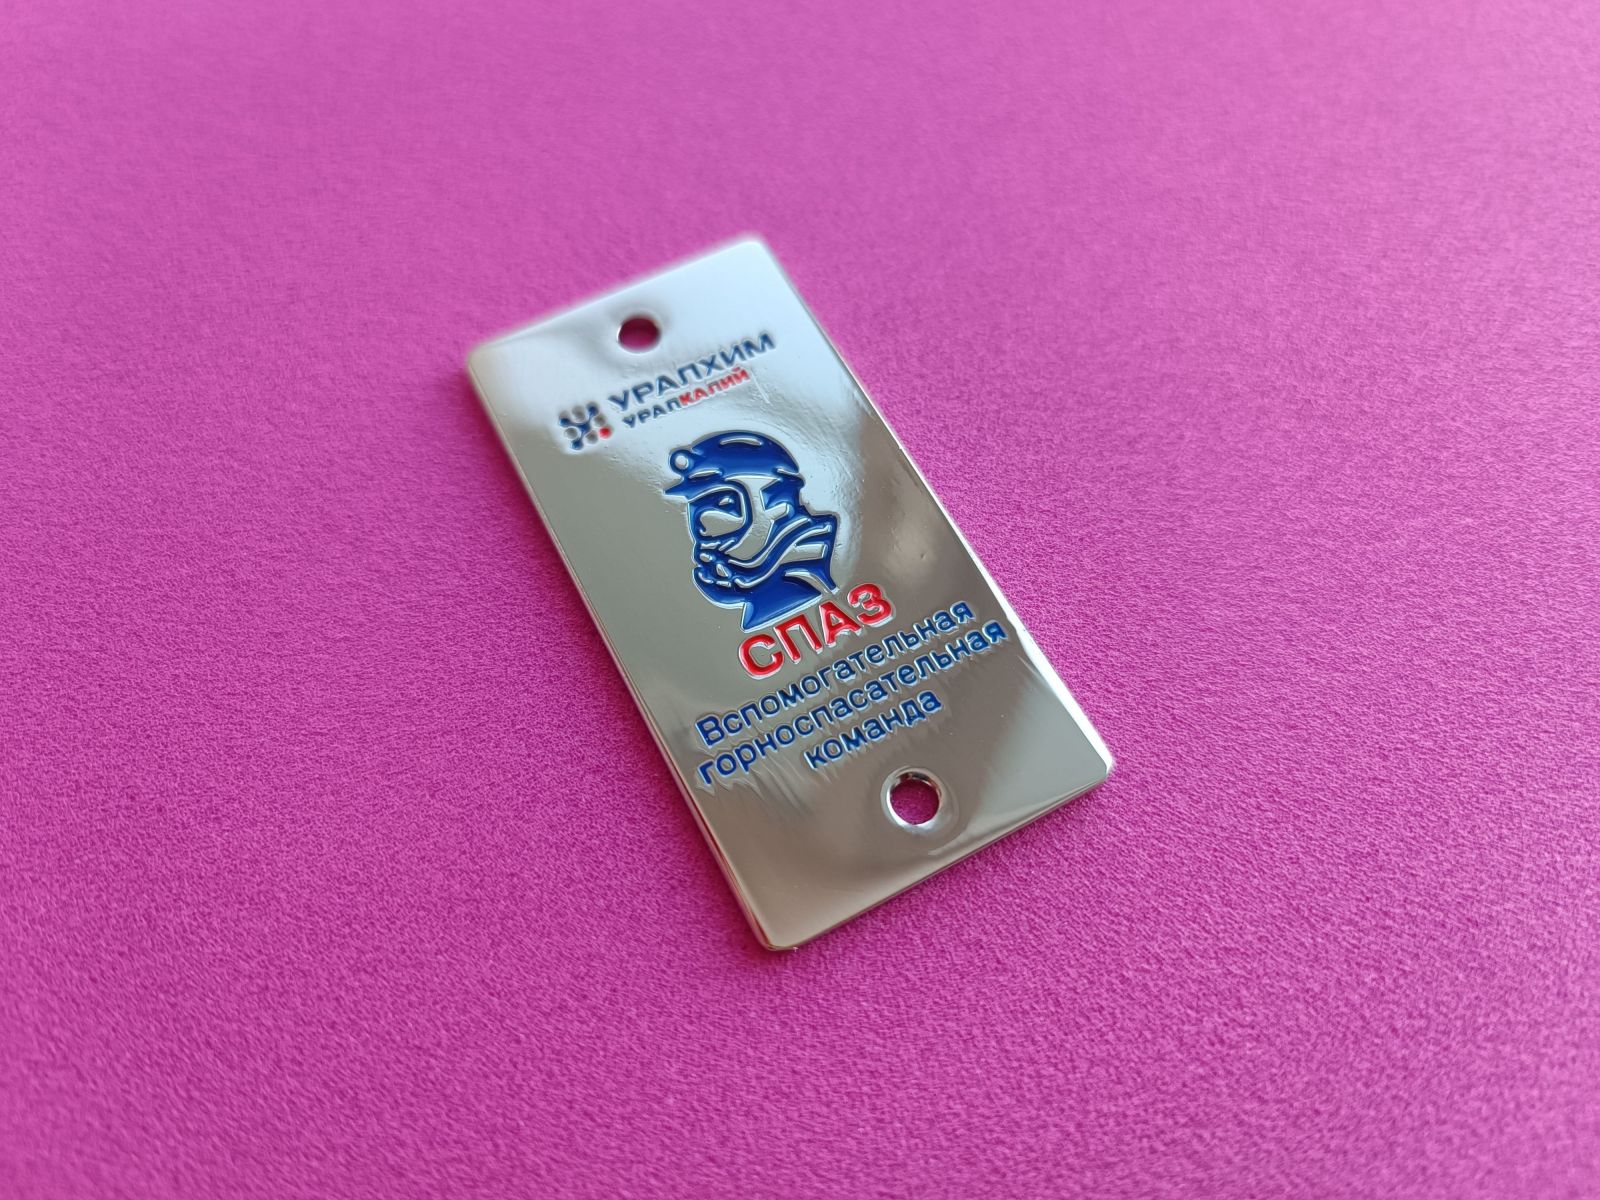 УРАЛХИМ
УРАЛКАЛИЙ
СПАЗ
Вспомогательная
горноспасательная
команда